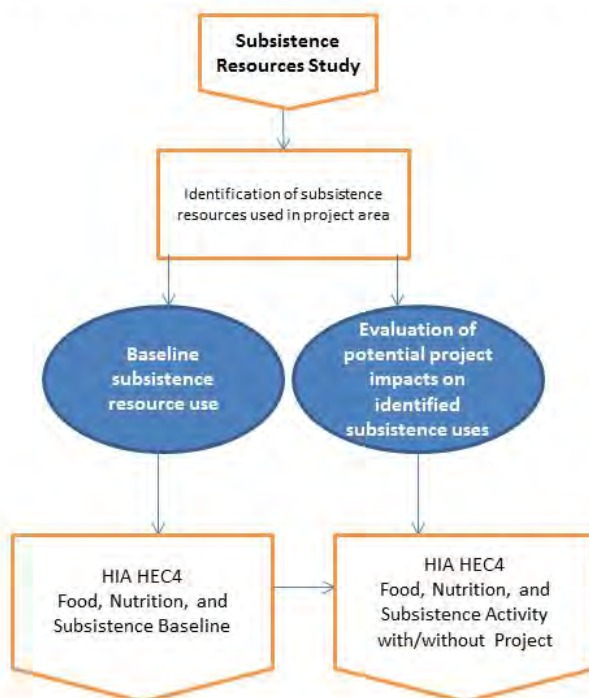 Subsistence
Resources Study
Identification of subsistence
resources used in project area
Baseline
subsistence
resource use
Evaluation of
potential project
impacts on
identified
subsistence uses
HIA HEC4
Food, Nutrition, and
Subsistence Baseline
HIA HEC4
Food, Nutrition, and
Subsistence Activity
with/without Project